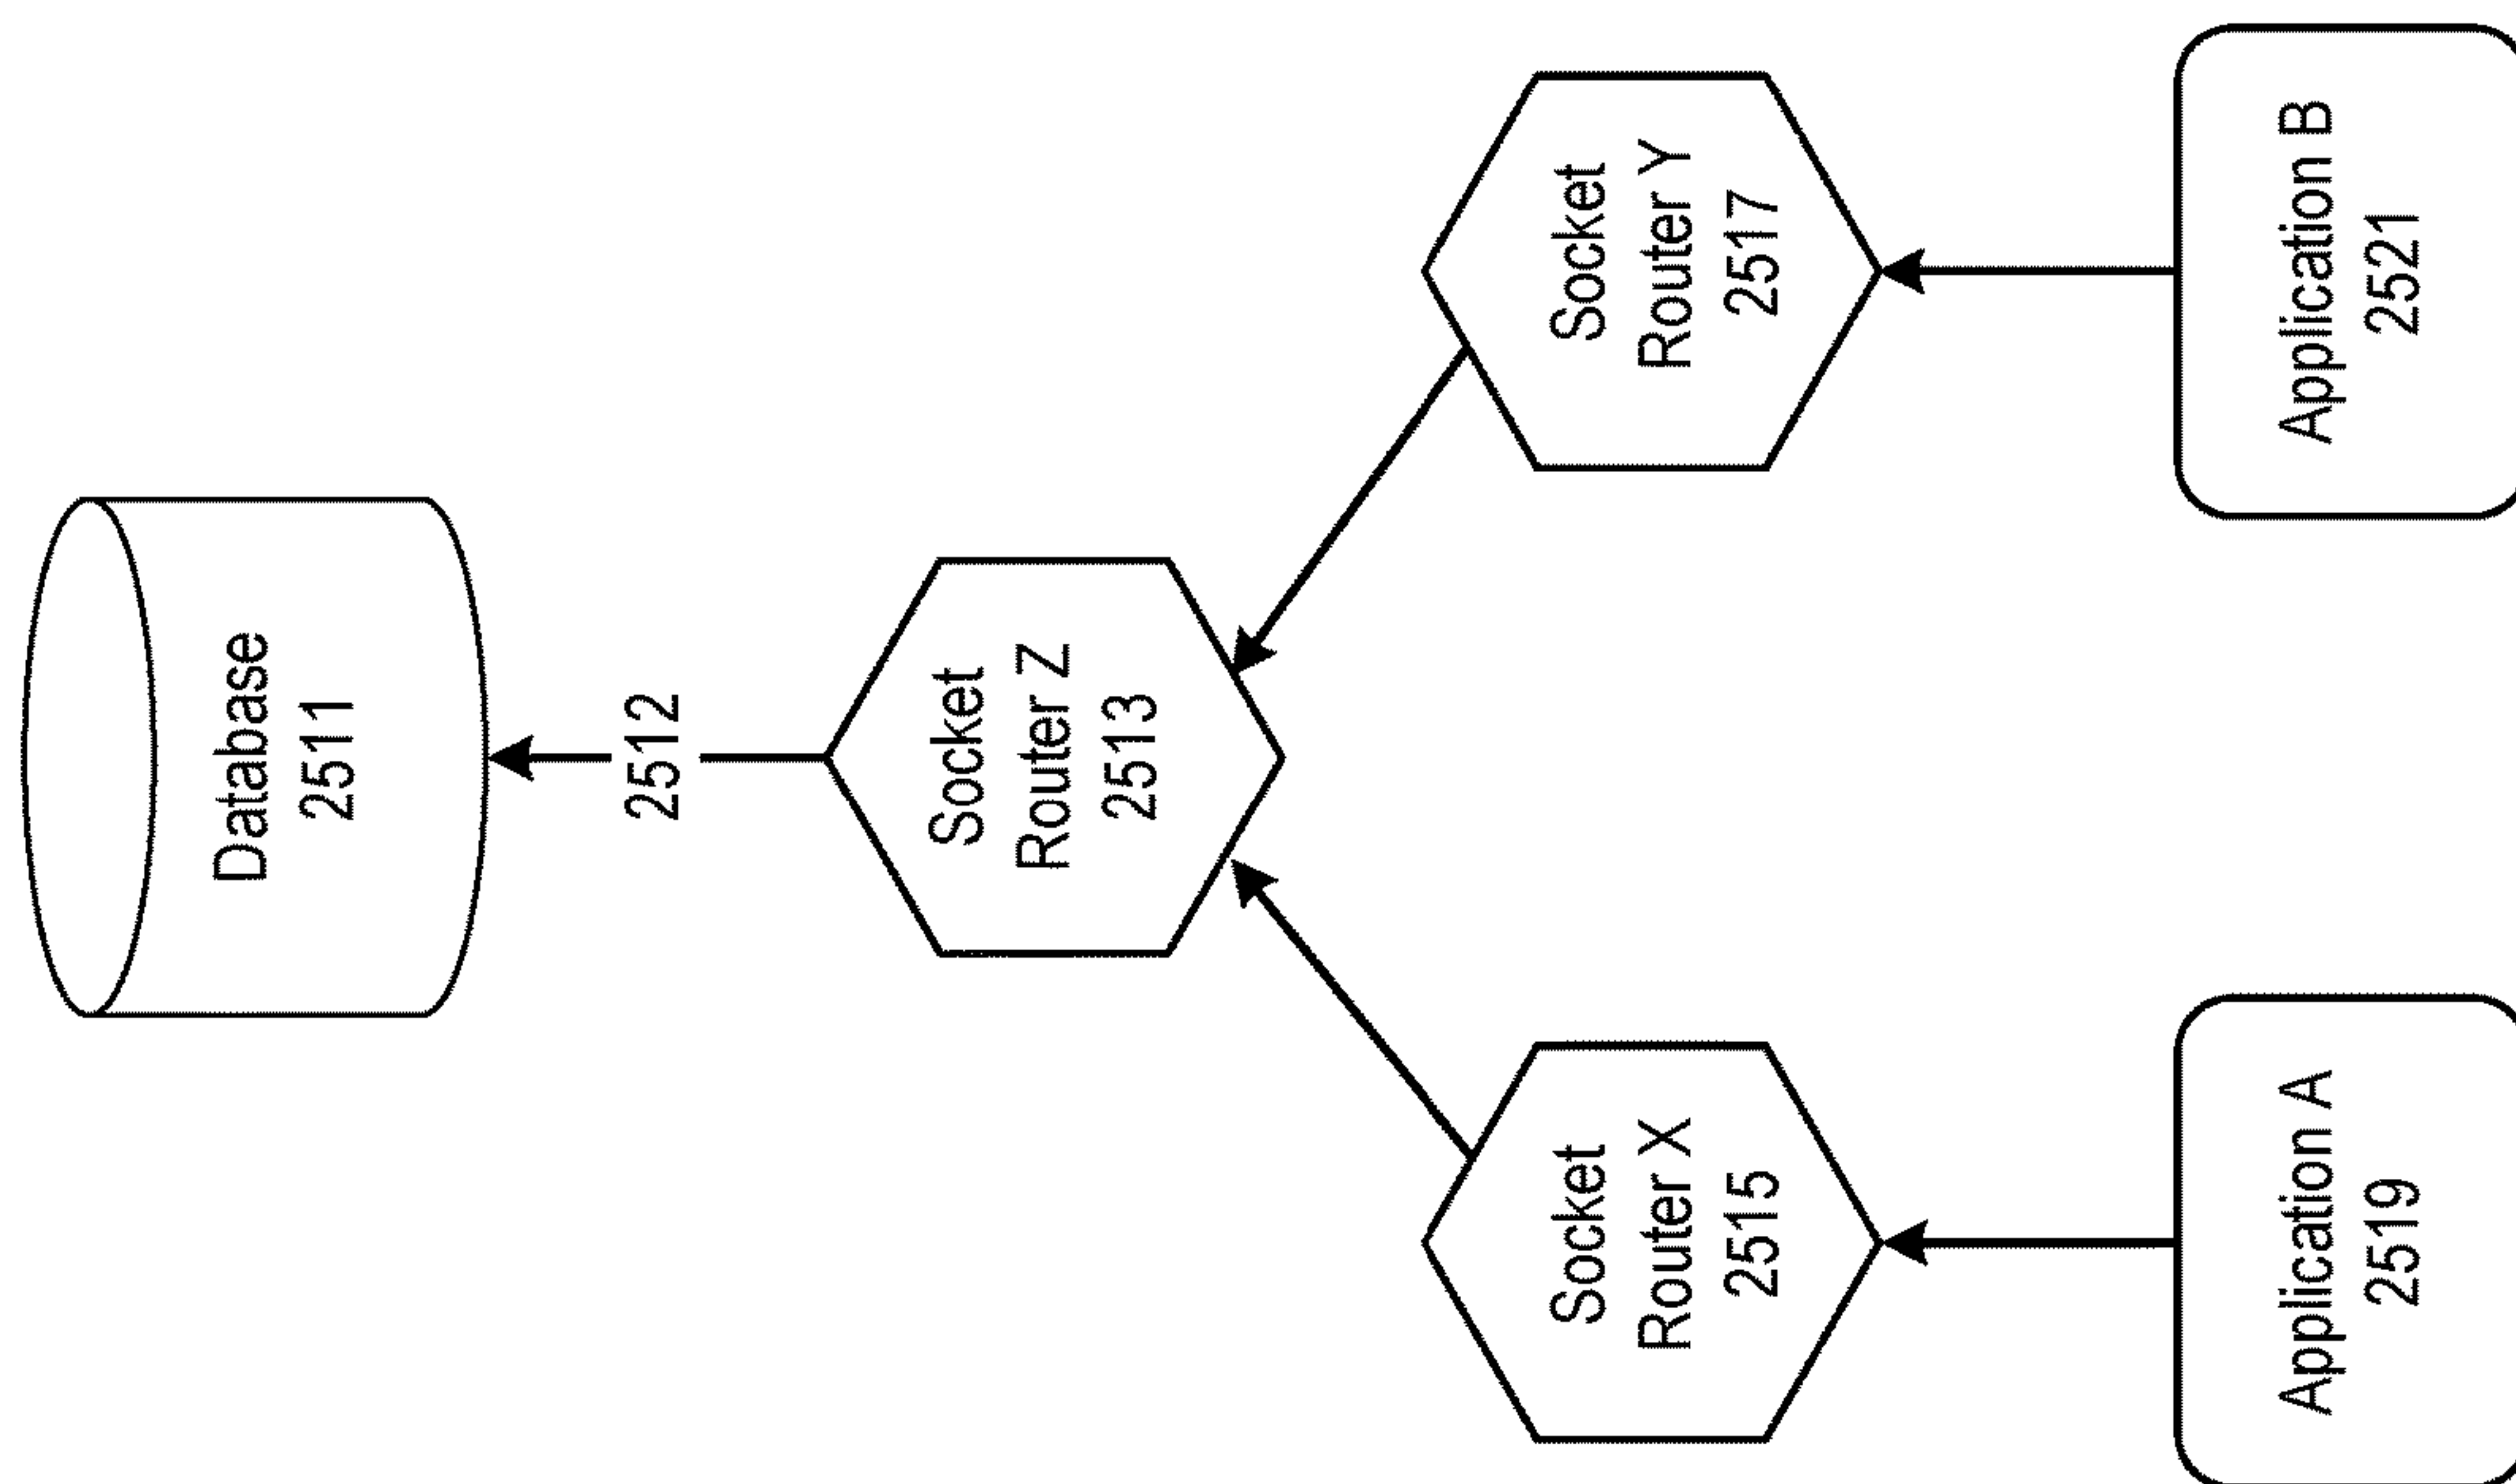 Database
2511
2512
Socket
Router Z
2513
Socket
Router X
2515
Socket
Router Y
2517
Application A
2519
Application B
2521